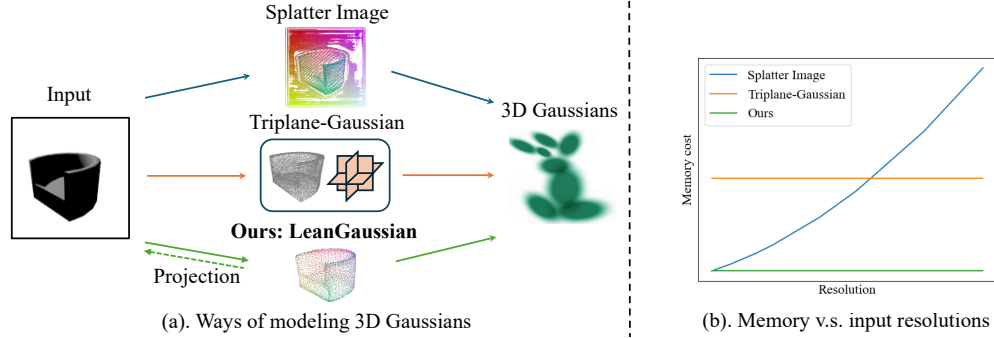 Splatter Image
Input
Triplane-Gaussian
3D Gaussians
Ours: LeanGaussian
Projection
(a). Ways of modeling 3D Gaussians
Splatter Image
Triplane-Gaussian
Ours
Memory cost
Resolution
(b). Memory v.s. input resolutions